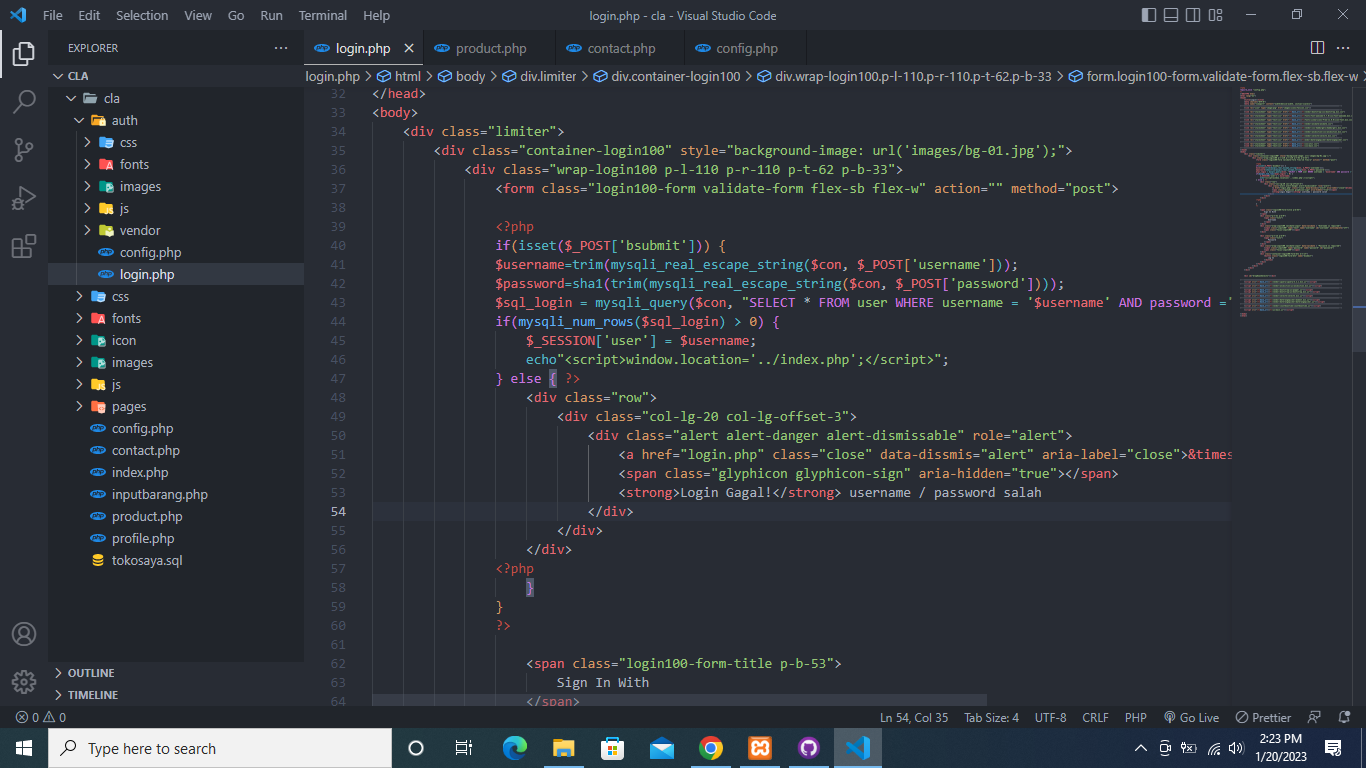 File Edit Selection View Go Run Terminal Help
login.php - cla - Visual Studio Code
EXPLORER
login.php product.php contact.php config.php
CLA
login.php > html > body > div.limiter > div.container-login100 > div.wrap-login100.p-l-110.p-r-110.p-t-62.p-b-33 > form.login100-form.validate-form.flex-sb.flex-w >
cla
auth
css
fonts
images
js
vendor
config.php
login.php
css
fonts
icon
images
js
pages
config.php
contact.php
index.php
inputbarang.php
product.php
profile.php
tokosaya.sql
OUTLINE
TIMELINE
32 </head>
33 <body>
34 <div class="limiter">
35 <div class="container-login100" style="background-image: url('images/bg-01.jpg');">
36 <div class="wrap-login100 p-l-110 p-r-110 p-t-62 p-b-33">
37 <form class="login100-form validate-form flex-sb flex-w" action="" method="post">
38
39 <?php
40 if(isset($_POST['bsubmit'])) {
41 $username=trim(mysqli_real_escape_string($con, $_POST['username']));
42 $password=sha1(trim(mysqli_real_escape_string($con, $_POST['password'])));
43 $sql_login = mysqli_query($con, "SELECT * FROM user WHERE username = '$username' AND password ='
44 if(mysqli_num_rows($sql_login) > 0) {
45 $_SESSION['user'] = $username;
46 echo"<script>window.location='../index.php';</script>";
47 } else { ?>
48 <div class="row">
49 <div class="col-lg-20 col-lg-offset-3">
50 <div class="alert alert-danger alert-dismissable" role="alert">
51 <a href="login.php" class="close" data-dissmis="alert" aria-label="close">&times
52 <span class="glyphicon glyphicon-sign" aria-hidden="true"></span>
53 <strong>Login Gagal!</strong> username / password salah
54 </div>
55 </div>
56 </div>
57 <?php
58 }
59 }
60 ?>
61
62 <span class="login100-form-title p-b-53">
63 Sign In With
64 </span>
0 0
Ln 54, Col 35 Tab Size: 4 UTF-8 CRLF PHP Go Live Prettier
Type here to search
2:23 PM
1/20/2023